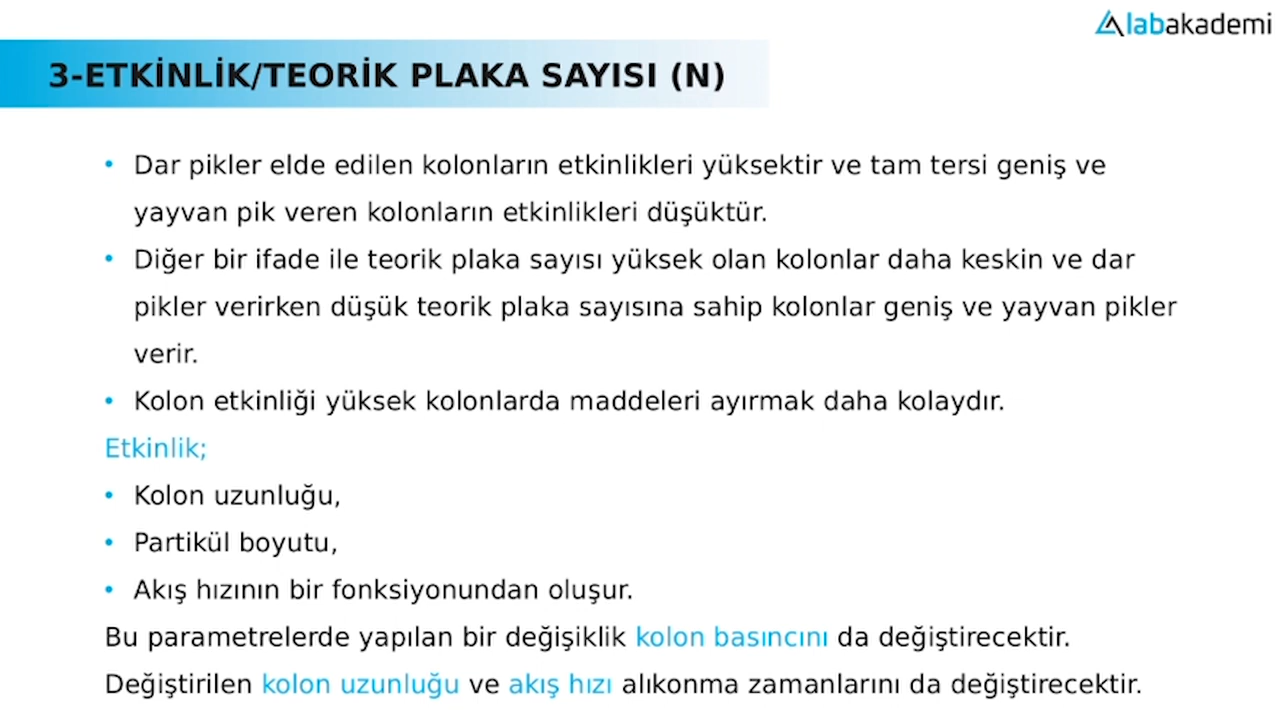 labakademi
3-ETKİNLİK/TEORİK PLAKA SAYISI (N)
• Dar pikler elde edilen kolonların etkinlikleri yüksektir ve tam tersi geniş ve
yayvan pik veren kolonların etkinlikleri düşüktür.
• Diğer bir ifade ile teorik plaka sayısı yüksek olan kolonlar daha keskin ve dar
pikler verirken düşük teorik plaka sayısına sahip kolonlar geniş ve yayvan pikler
verir.
• Kolon etkinliği yüksek kolonlarda maddeleri ayırmak daha kolaydır.
Etkinlik;
• Kolon uzunluğu,
• Partikül boyutu,
• Akış hızının bir fonksiyonundan oluşur.
Bu parametrelerde yapılan bir değişiklik kolon basıncını da değiştirecektir.
Değiştirilen kolon uzunluğu ve akış hızı alıkonma zamanlarını da değiştirecektir.